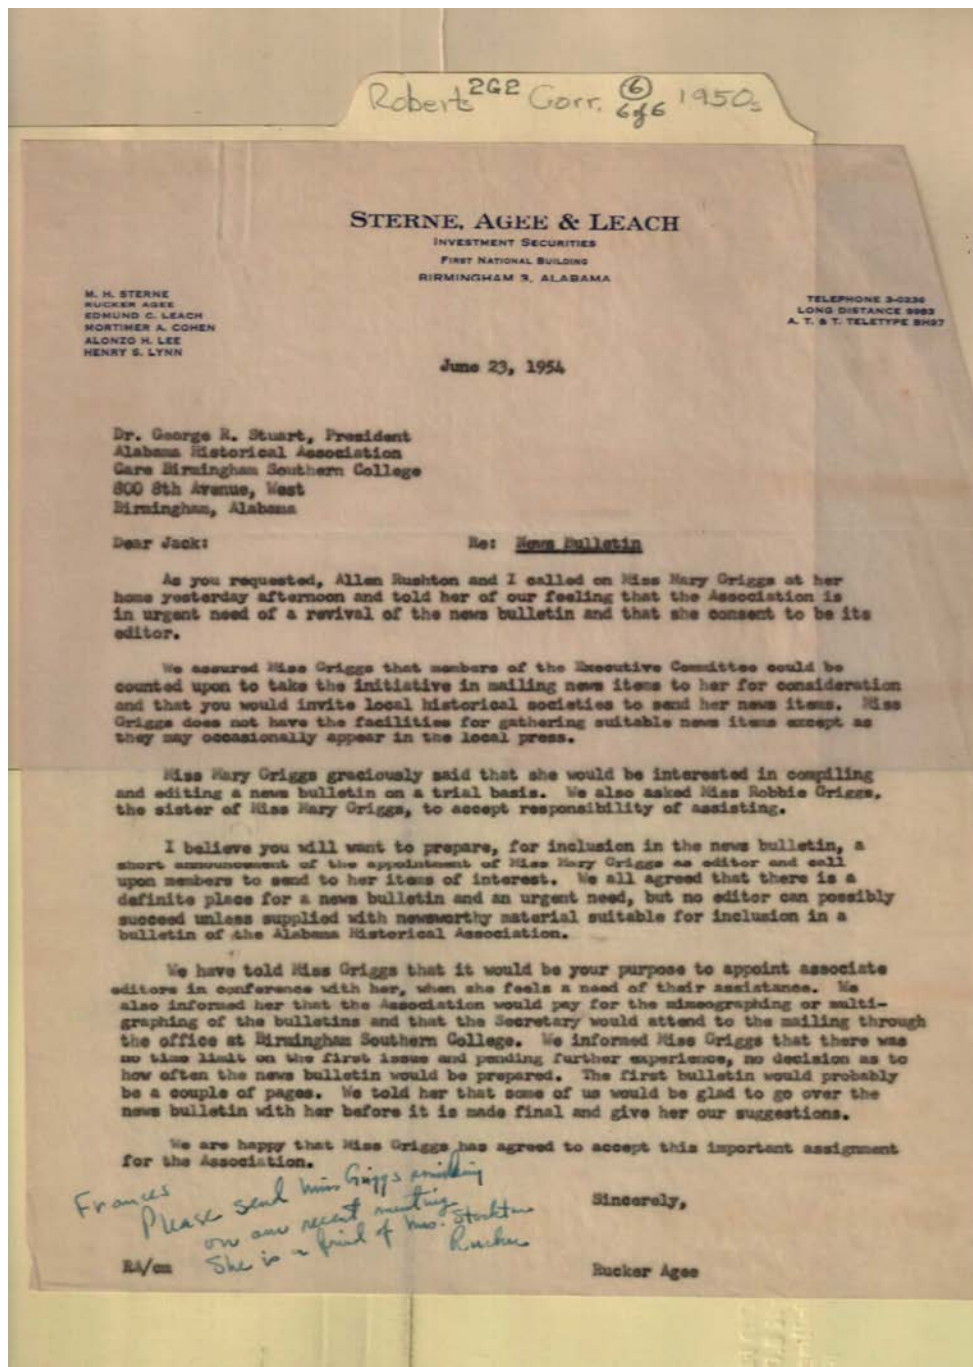 Roberts 2G2 Corr. 6 1950s
6 of 6
STERNE, AGEE & LEACH
INVESTMENT SECURITIES
FIRST NATIONAL BUILDING
BIRMINGHAM 3, ALABAMA
M. H. STERNE
RUCKER AGEE
EDMUND C. LEACH
MORTIMER A. COHEN
ALONZO H. LEE
HENRY S. LYNN
TELEPHONE 3-0236
LONG DISTANCE 9983
A. T. & T. TELETYPE BH27
June 23, 1954
Dr. George R. Stuart, President
Alabama Historical Association
Care Birmingham Southern College
800 8th Avenue, West
Birmingham, Alabama
Dear Jack: Re: News Bulletin
As you requested, Allen Rushton and I called on Miss Mary Griggs at her
home yesterday afternoon and told her of our feeling that the Association is
in urgent need of a revival of the news bulletin and that she consent to be its
editor.
We assured Miss Griggs that members of the Executive Committee could be
counted upon to take the initiative in mailing news items to her for consideration
and that you would invite local historical societies to send her news items. Miss
Griggs does not have the facilities for gathering suitable news items except as
they may occasionally appear in the local press.
Miss Mary Griggs graciously said that she would be interested in compiling
and editing a news bulletin on a trial basis. We also asked Miss Robbie Griggs,
the sister of Miss Mary Griggs, to accept responsibility of assisting.
I believe you will want to prepare, for inclusion in the news bulletin, a
short announcement of the appointment of Miss Mary Griggs as editor and call
upon members to send to her items of interest. We all agreed that there is a
definite place for a news bulletin and an urgent need, but no editor can possibly
succeed unless supplied with newsworthy material suitable for inclusion in a
bulletin of the Alabama Historical Association.
We have told Miss Griggs that it would be your purpose to appoint associate
editors in conference with her, when she feels a need of their assistance. We
also informed her that the Association would pay for the mimeographing or multi-
graphing of the bulletins and that the Secretary would attend to the mailing through
the office at Birmingham Southern College. We informed Miss Griggs that there was
no time limit on the first issue and pending further experience, no decision as to
how often the news bulletin would be prepared. The first bulletin would probably
be a couple of pages. We told her that some of us would be glad to go over the
news bulletin with her before it is made final and give her our suggestions.
We are happy that Miss Griggs has agreed to accept this important assignment
for the Association.
Frances
Please send Miss Griggs
on our recent meeting
She is a friend of Mrs. Stockton
Rucker
Sincerely,
RA/cm
Rucker Agee